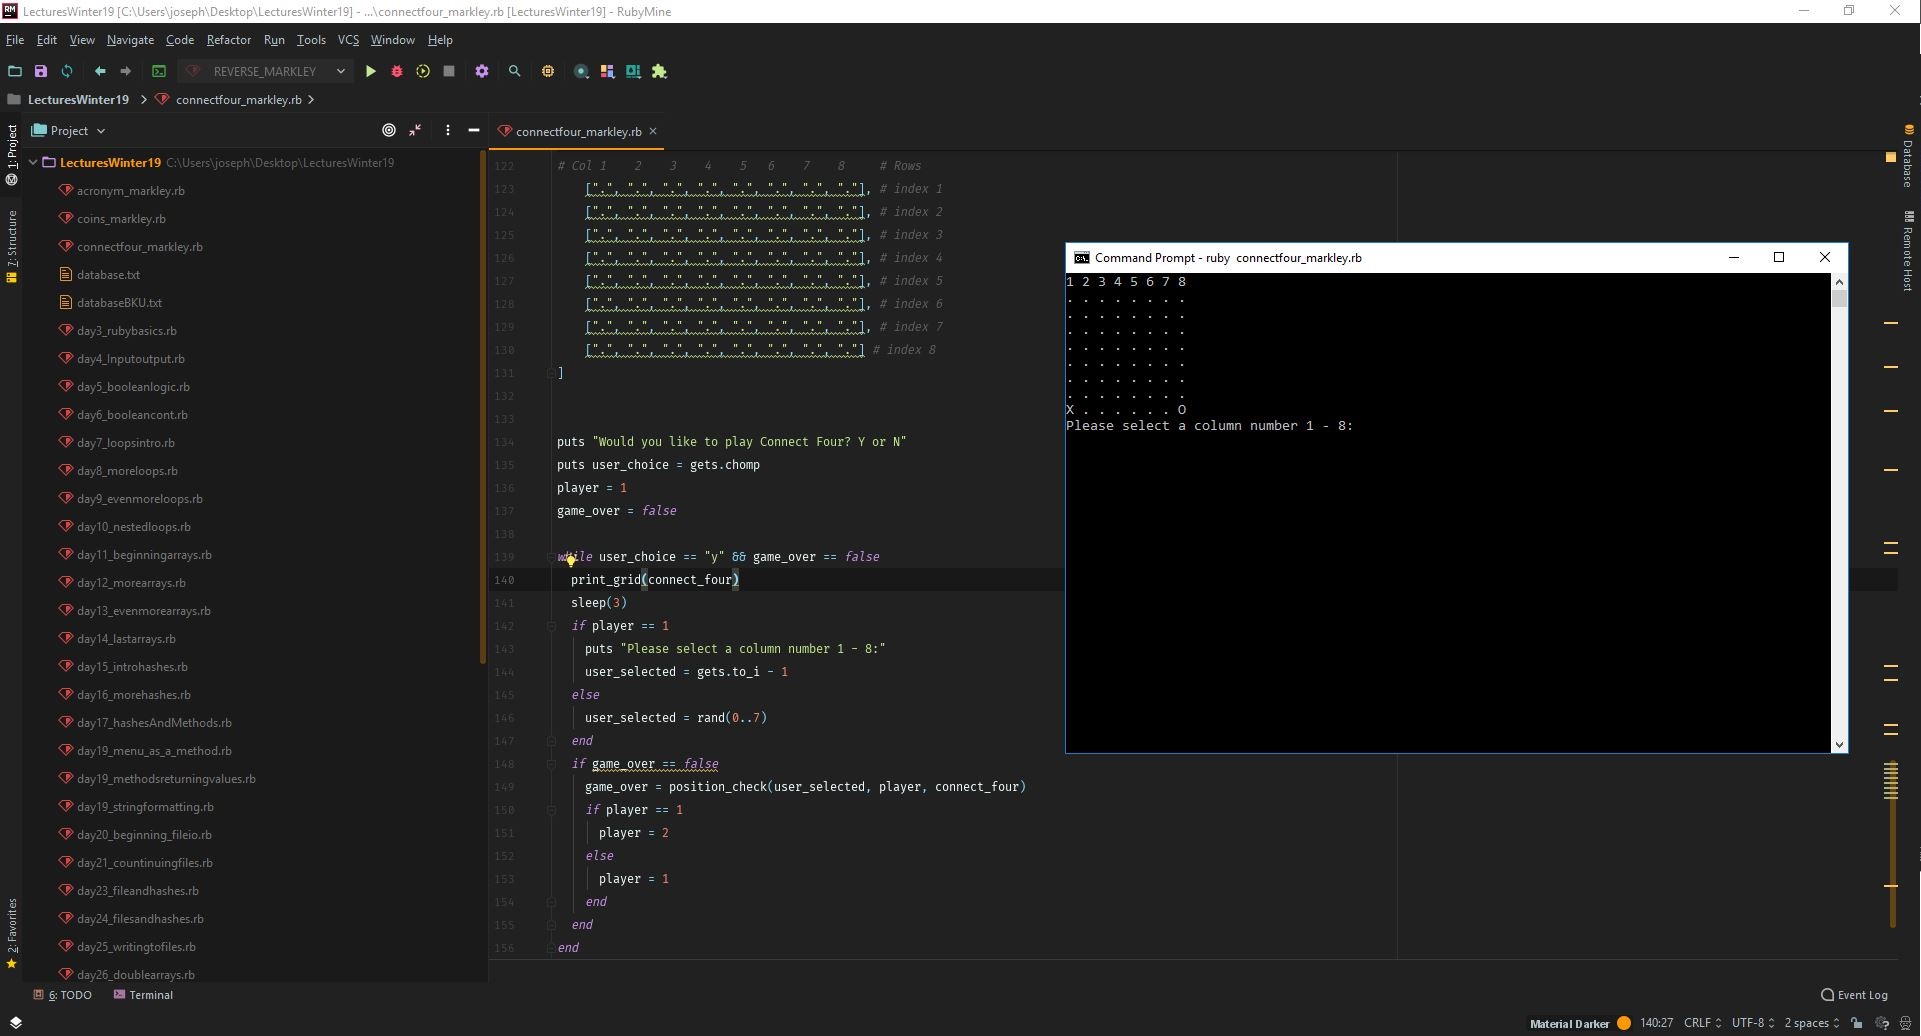 LecturesWinter19 [C:\Users\joseph\Desktop\LecturesWinter19] - ...\connectfour_markley.rb [LecturesWinter19] - RubyMine
File Edit View Navigate Code Refactor Run Tools VCS Window Help
REVERSE_MARKLEY
LecturesWinter19 connectfour_markley.rb
1: Project
7: Structure
2: Favorites
Project
LecturesWinter19 C:\Users\joseph\Desktop\LecturesWinter19
acronym_markley.rb
coins_markley.rb
connectfour_markley.rb
database.txt
databaseBKU.txt
day3_rubybasics.rb
day4_Inputoutput.rb
day5_booleanlogic.rb
day6_booleancont.rb
day7_loopsintro.rb
day8_moreloops.rb
day9_evenmoreloops.rb
day10_nestedloops.rb
day11_beginningarrays.rb
day12_morearrays.rb
day13_evenmorearrays.rb
day14_lastarrays.rb
day15_introhashes.rb
day16_morehashes.rb
day17_hashesAndMethods.rb
day19_menu_as_a_method.rb
day19_methodsreturningvalues.rb
day19_stringformatting.rb
day20_beginning_fileio.rb
day21_countinuingfiles.rb
day23_fileandhashes.rb
day24_filesandhashes.rb
day25_writingtofiles.rb
day26_doublearrays.rb
connectfour_markley.rb
122 # Col 1 2 3 4 5 6 7 8 # Rows
123 [".", ".", ".", ".", ".", ".", ".", "."], # index 1
124 [".", ".", ".", ".", ".", ".", ".", "."], # index 2
125 [".", ".", ".", ".", ".", ".", ".", "."], # index 3
126 [".", ".", ".", ".", ".", ".", ".", "."], # index 4
127 [".", ".", ".", ".", ".", ".", ".", "."], # index 5
128 [".", ".", ".", ".", ".", ".", ".", "."], # index 6
129 [".", ".", ".", ".", ".", ".", ".", "."], # index 7
130 [".", ".", ".", ".", ".", ".", ".", "."] # index 8
131 ]
132
133
134 puts "Would you like to play Connect Four? Y or N"
135 puts user_choice = gets.chomp
136 player = 1
137 game_over = false
138
139 while user_choice == "y" && game_over == false
140 print_grid(connect_four)
141 sleep(3)
142 if player == 1
143 puts "Please select a column number 1 - 8:"
144 user_selected = gets.to_i - 1
145 else
146 user_selected = rand(0..7)
147 end
148 if game_over == false
149 game_over = position_check(user_selected, player, connect_four)
150 if player == 1
151 player = 2
152 else
153 player = 1
154 end
155 end
156 end
Command Prompt - ruby connectfour_markley.rb
1 2 3 4 5 6 7 8
. . . . . . . .
. . . . . . . .
. . . . . . . .
. . . . . . . .
. . . . . . . .
. . . . . . . .
. . . . . . . .
X . . . . . . O
Please select a column number 1 - 8:
Database
Remote Host
6: TODO Terminal Event Log
Material Darker 140:27 CRLF UTF-8 2 spaces